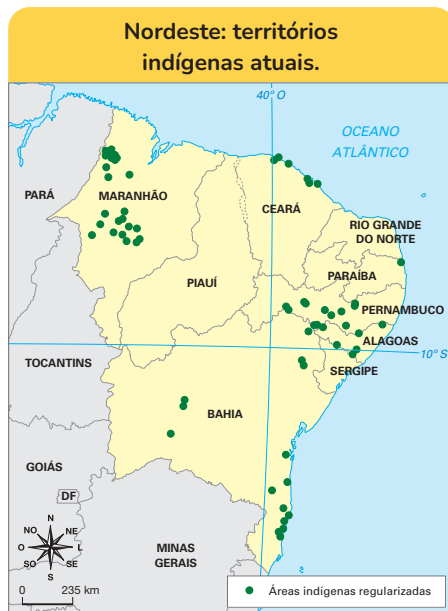 Nordeste: territórios
indígenas atuais.
40° O
OCEANO
ATLÂNTICO
PARÁ
MARANHÃO
CEARÁ
RIO GRANDE
DO NORTE
PARAÍBA
PIAUÍ
PERNAMBUCO
ALAGOAS
10° S
TOCANTINS
SERGIPE
BAHIA
GOIÁS
DF
N
NO
NE
O
L
SO
SE
S
MINAS
GERAIS
0 235 km
Áreas indígenas regularizadas